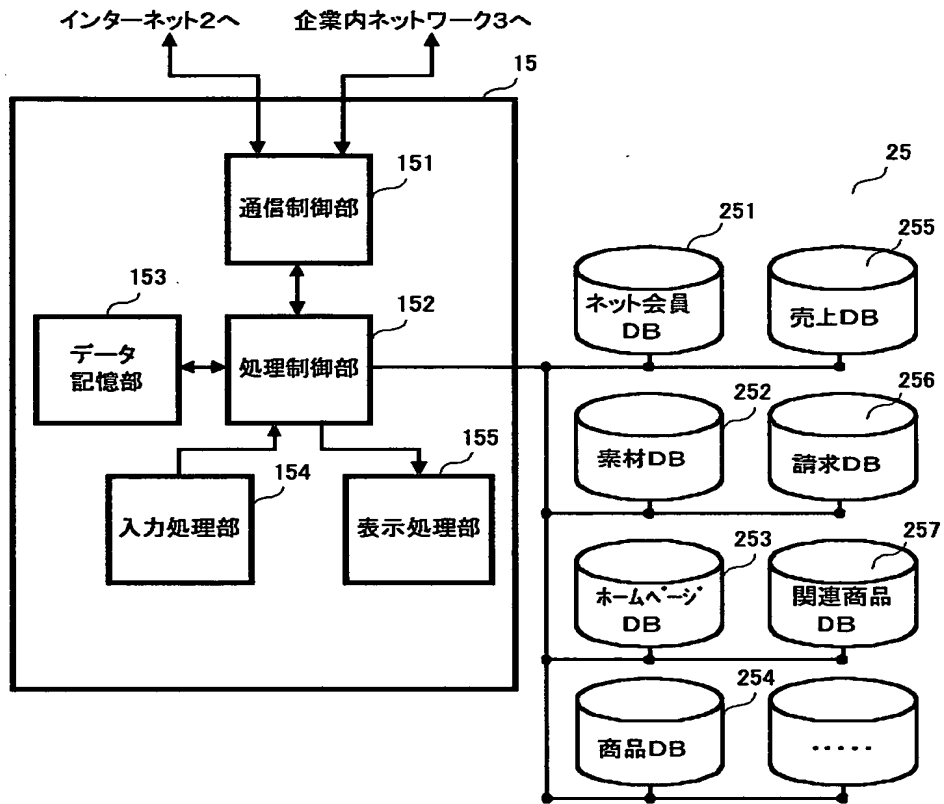 インターネット2へ
企業内ネットワーク3へ
15
通信制御部
151
25
251
255
ネット会員
DB
売上DB
153
データ
記憶部
処理制御部
152
252
256
素材DB
請求DB
入力処理部
154
表示処理部
155
253
257
ホームページ
DB
関連商品
DB
254
商品DB
.....